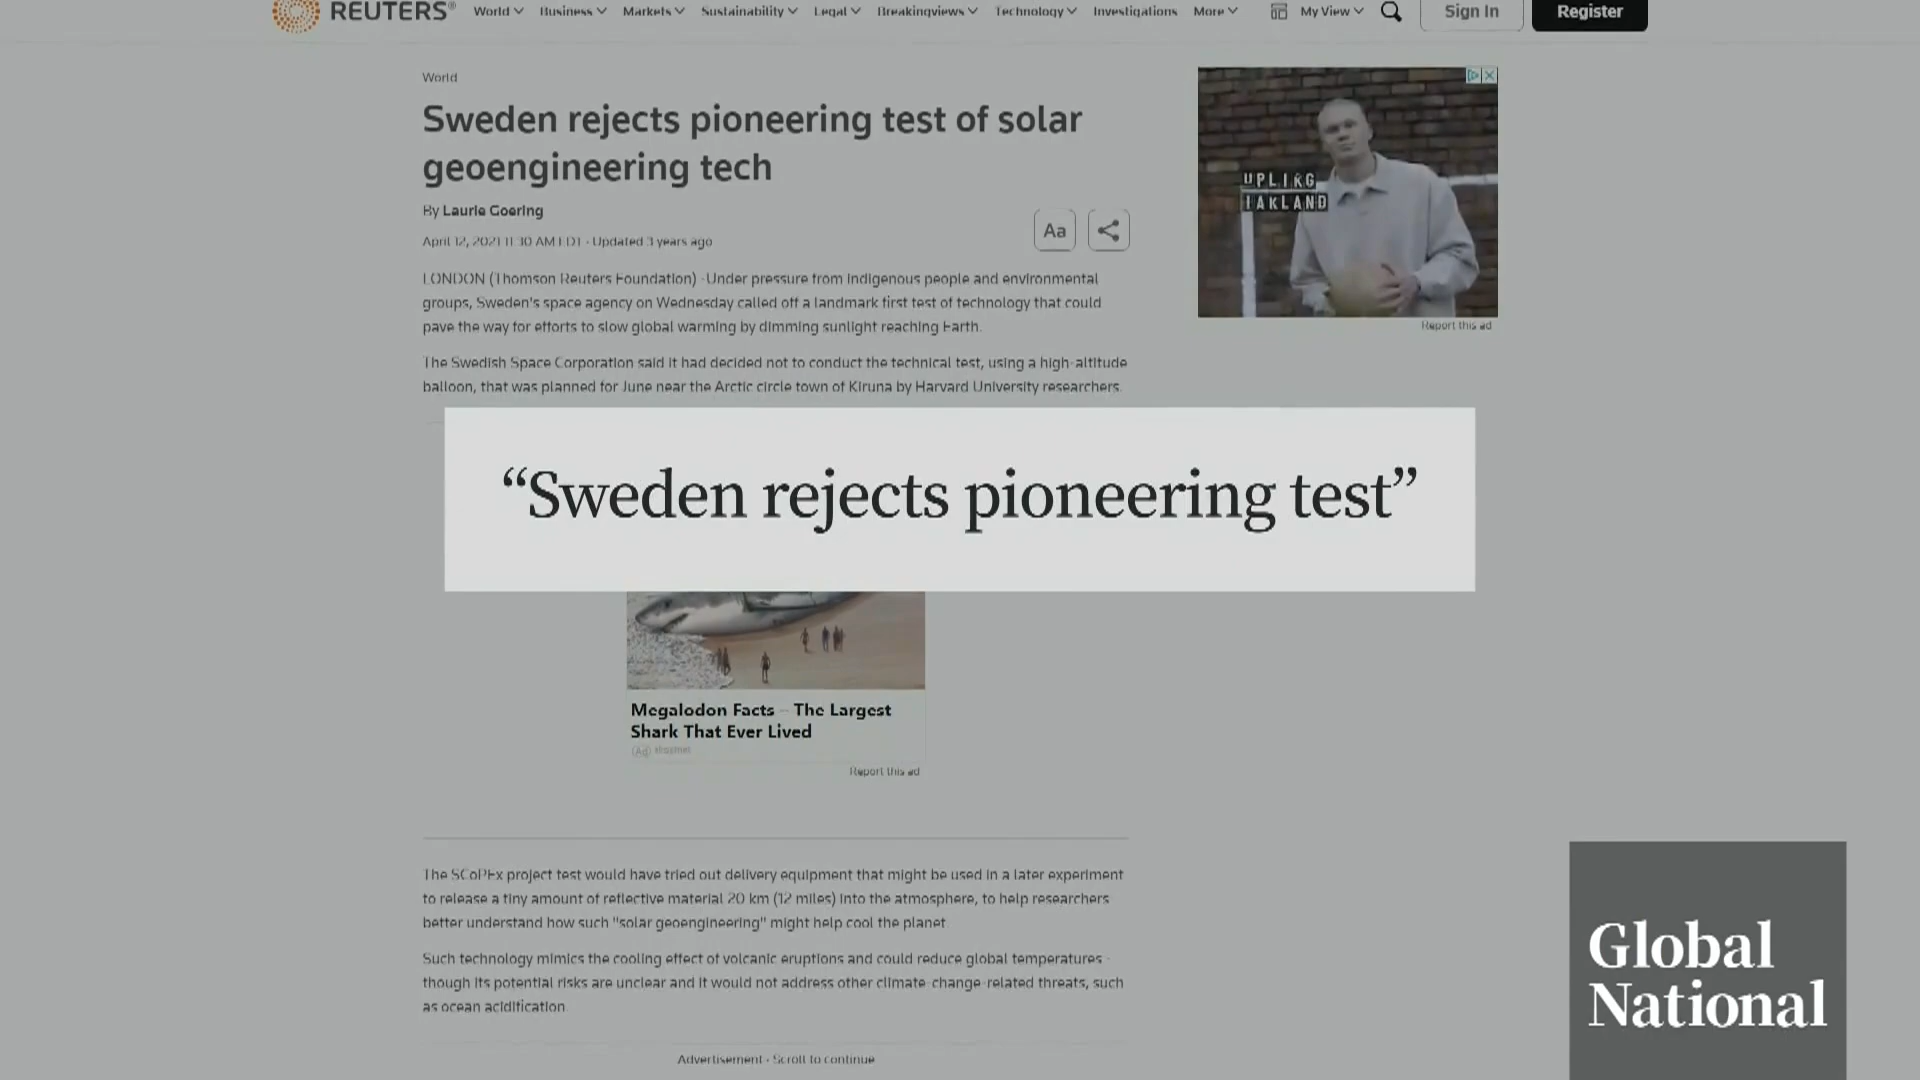 REUTERS®
World Business Markets Sustainability Legal Breakingviews Technology Investigations More My View Sign In Register
World
Sweden rejects pioneering test of solar
geoengineering tech
By Laurie Goering
Aa
April 12, 2021 11:30 AM EDT · Updated 3 years ago
LONDON (Thomson Reuters Foundation) - Under pressure from indigenous people and environmental
groups, Sweden's space agency on Wednesday called off a landmark first test of technology that could
pave the way for efforts to slow global warming by dimming sunlight reaching Earth.
The Swedish Space Corporation said it had decided not to conduct the technical test, using a high-altitude
balloon, that was planned for June near the Arctic circle town of Kiruna by Harvard University researchers.
Report this ad
“Sweden rejects pioneering test”
Megalodon Facts – The Largest
Shark That Ever Lived
Ad
Report this ad
The SCoPEx project test would have tried out delivery equipment that might be used in a later experiment
to release a tiny amount of reflective material 20 km (12 miles) into the atmosphere, to help researchers
better understand how such "solar geoengineering" might help cool the planet.
Such technology mimics the cooling effect of volcanic eruptions and could reduce global temperatures -
though its potential risks are unclear and it would not address other climate-change-related threats, such
as ocean acidification.
Advertisement · Scroll to continue
Global
National